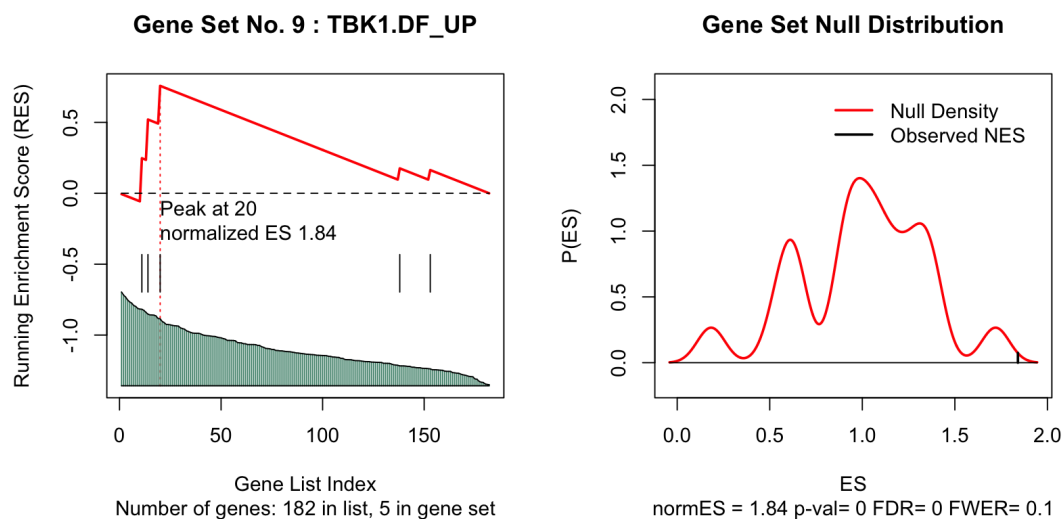 Gene Set No. 9 : TBK1.DF_UP
Running Enrichment Score (RES)
0.5
0.0
-0.5
-1.0
Peak at 20
normalized ES 1.84
0
50
100
150
Gene List Index
Number of genes: 182 in list, 5 in gene set
Gene Set Null Distribution
P(ES)
2.0
1.5
1.0
0.5
0.0
Null Density
Observed NES
0.0
0.5
1.0
1.5
2.0
ES
normES = 1.84 p-val= 0 FDR= 0 FWER= 0.1